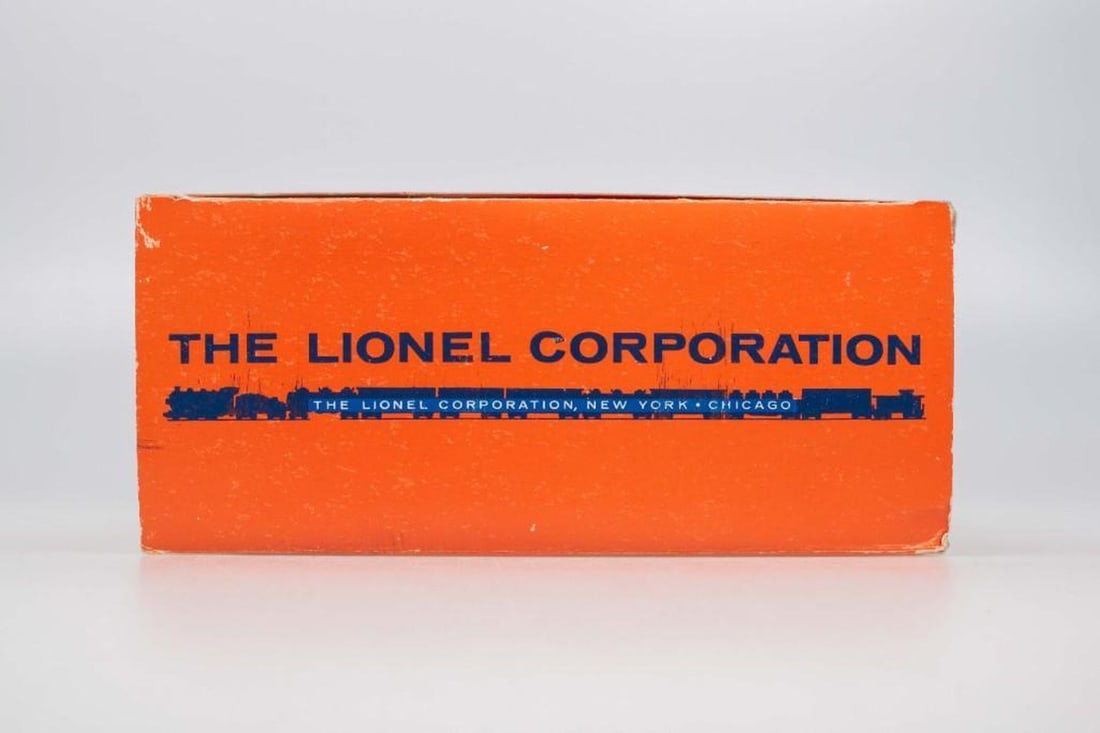 THE LIONEL CORPORATION
THE LIONEL CORPORATION, NEW YORK • CHICAGO